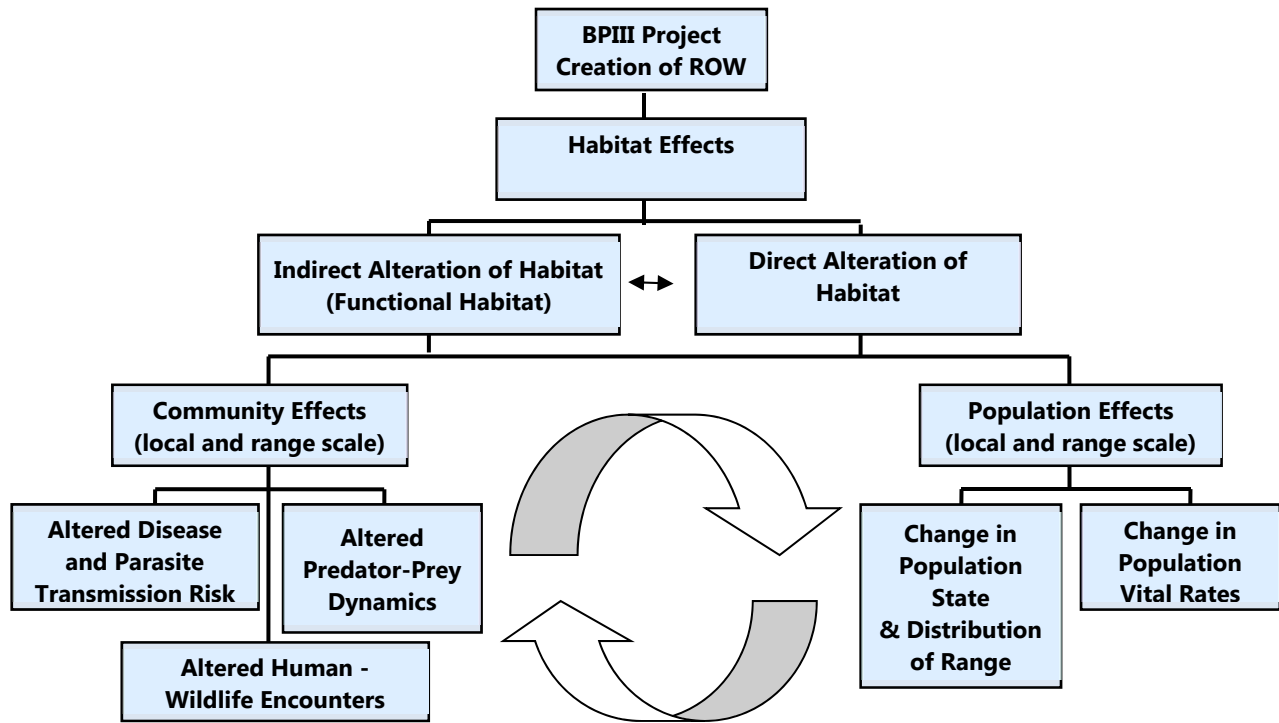 BPIII Project
Creation of ROW
Habitat Effects
Indirect Alteration of Habitat
(Functional Habitat)
Direct Alteration of
Habitat
Community Effects
(local and range scale)
Population Effects
(local and range scale)
Altered Disease
and Parasite
Transmission Risk
Altered
Predator-Prey
Dynamics
Altered Human -
Wildlife Encounters
Change in
Population
State
& Distribution
of Range
Change in
Population
Vital Rates